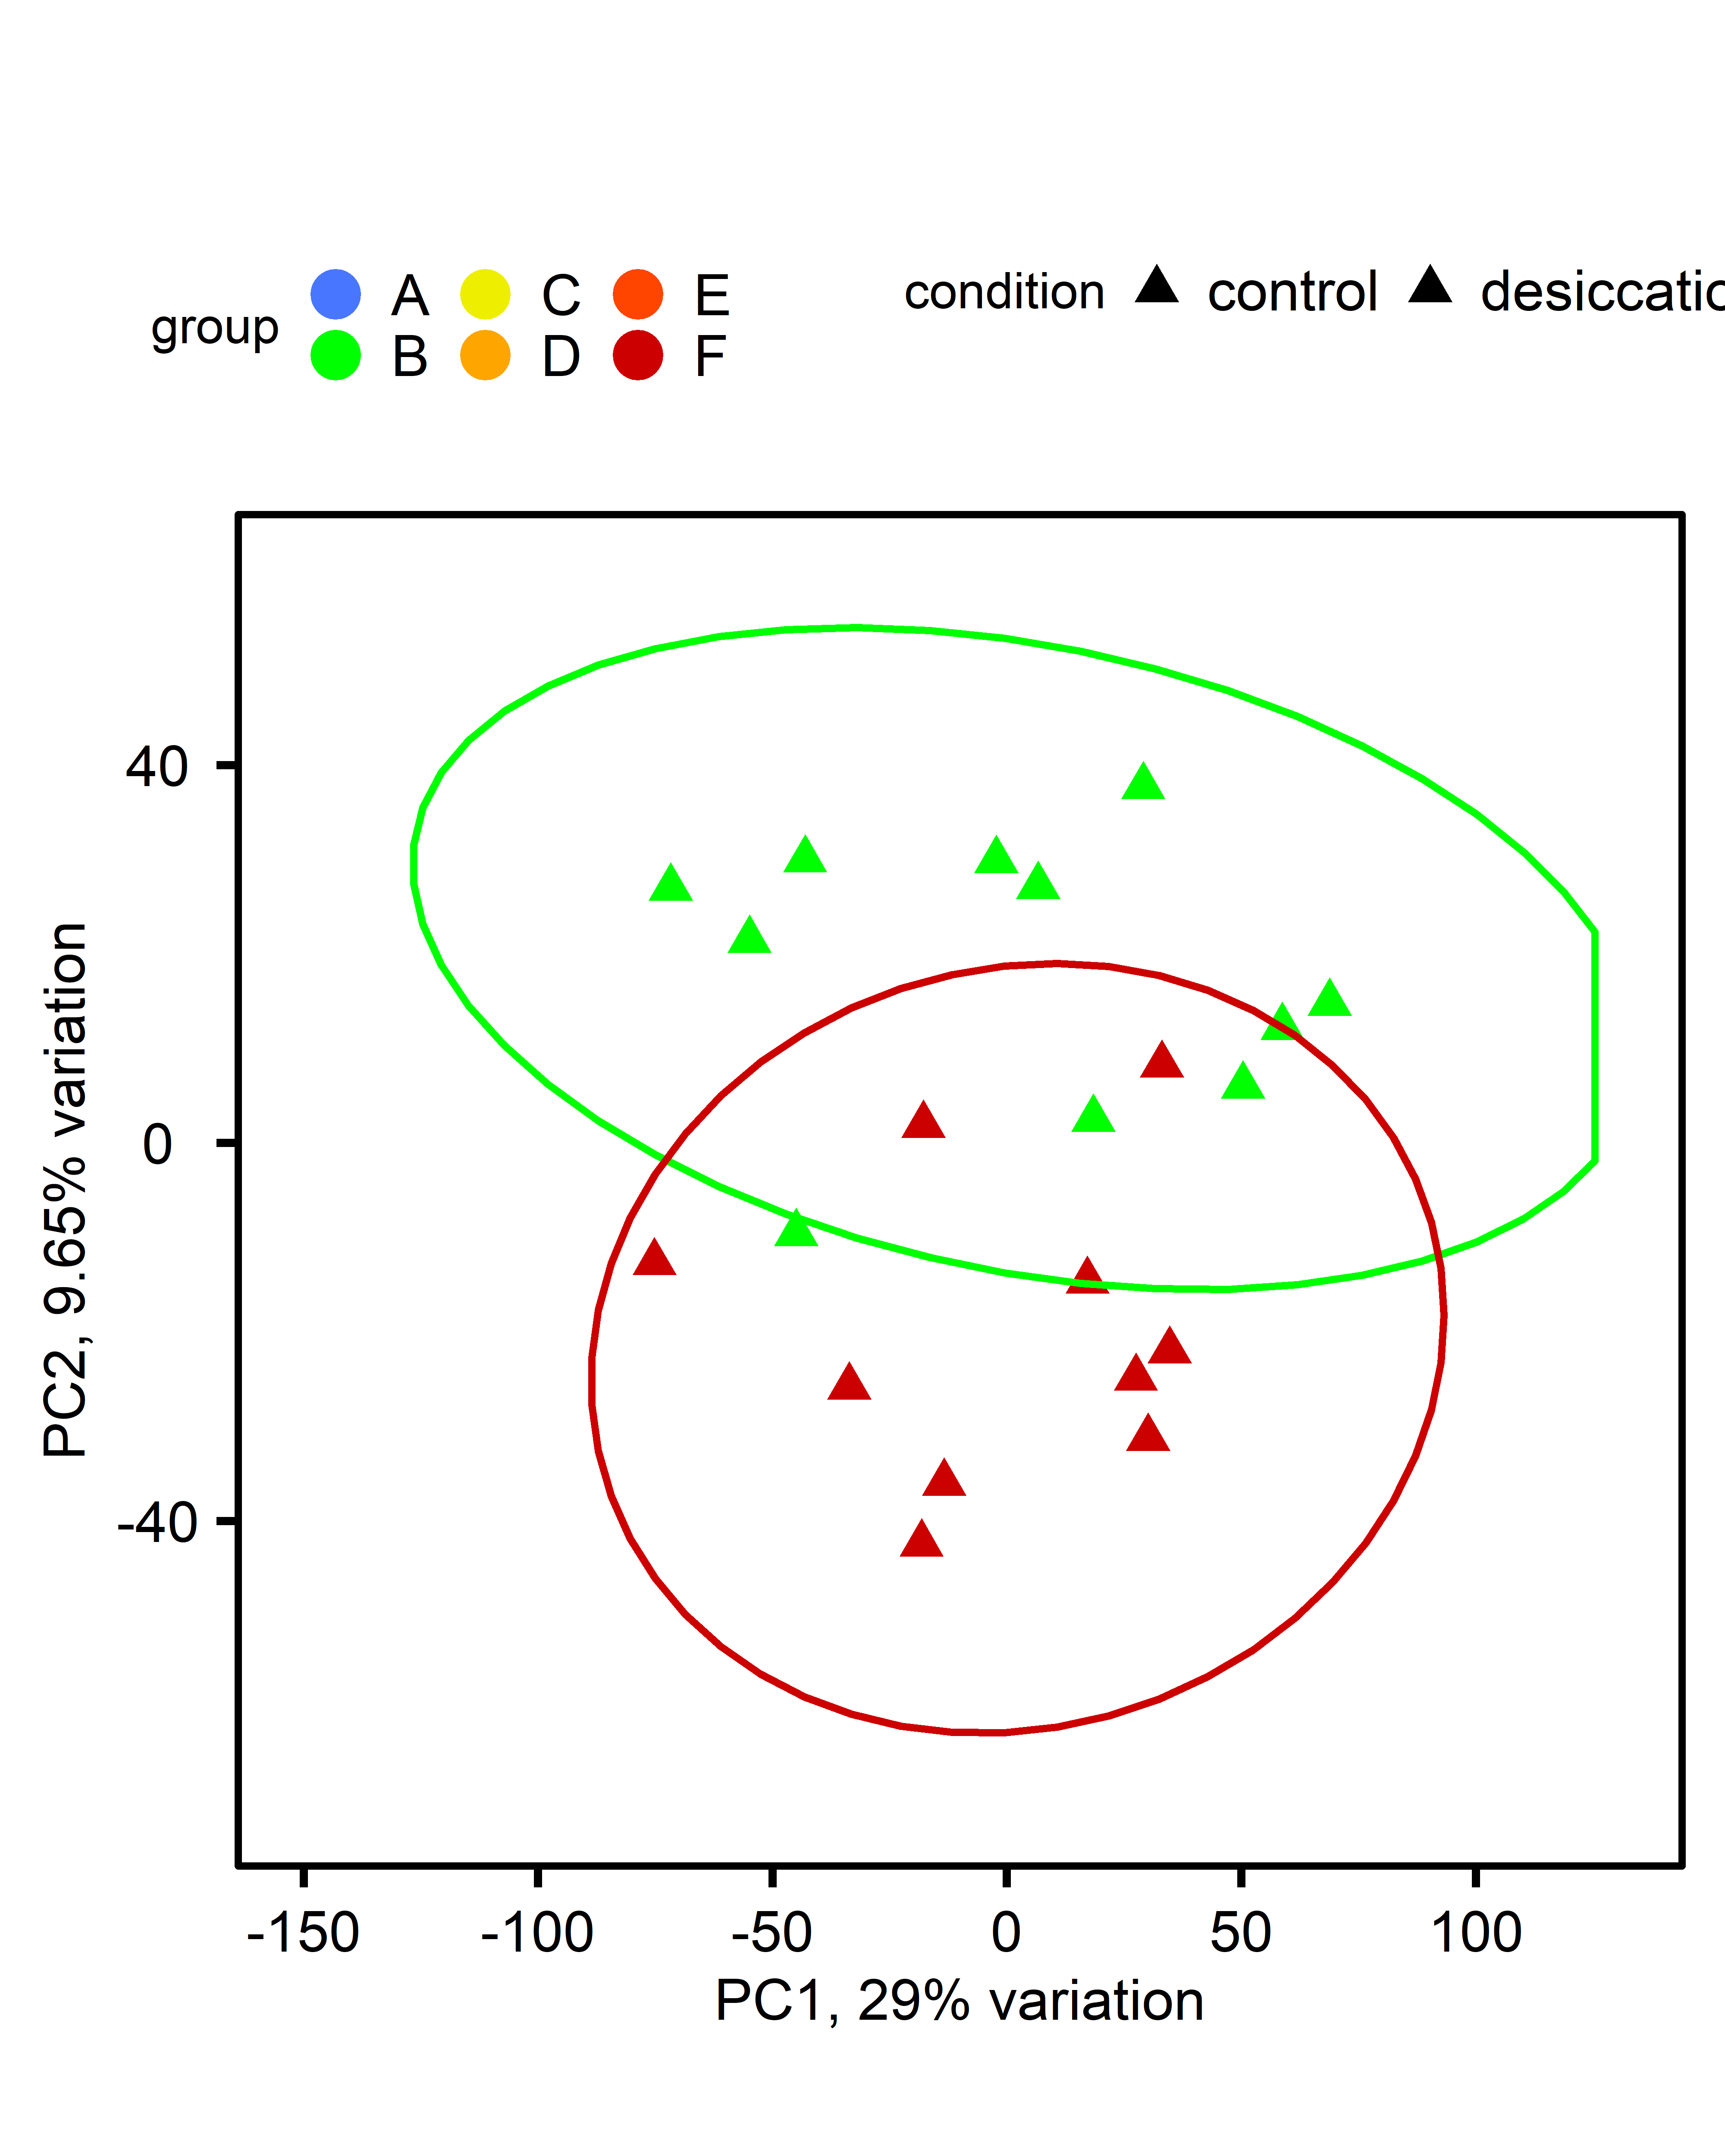 group
A C E
B D F
condition control desiccatio
40
0
-40
PC2, 9.65% variation
-150 -100 -50 0 50 100
PC1, 29% variation